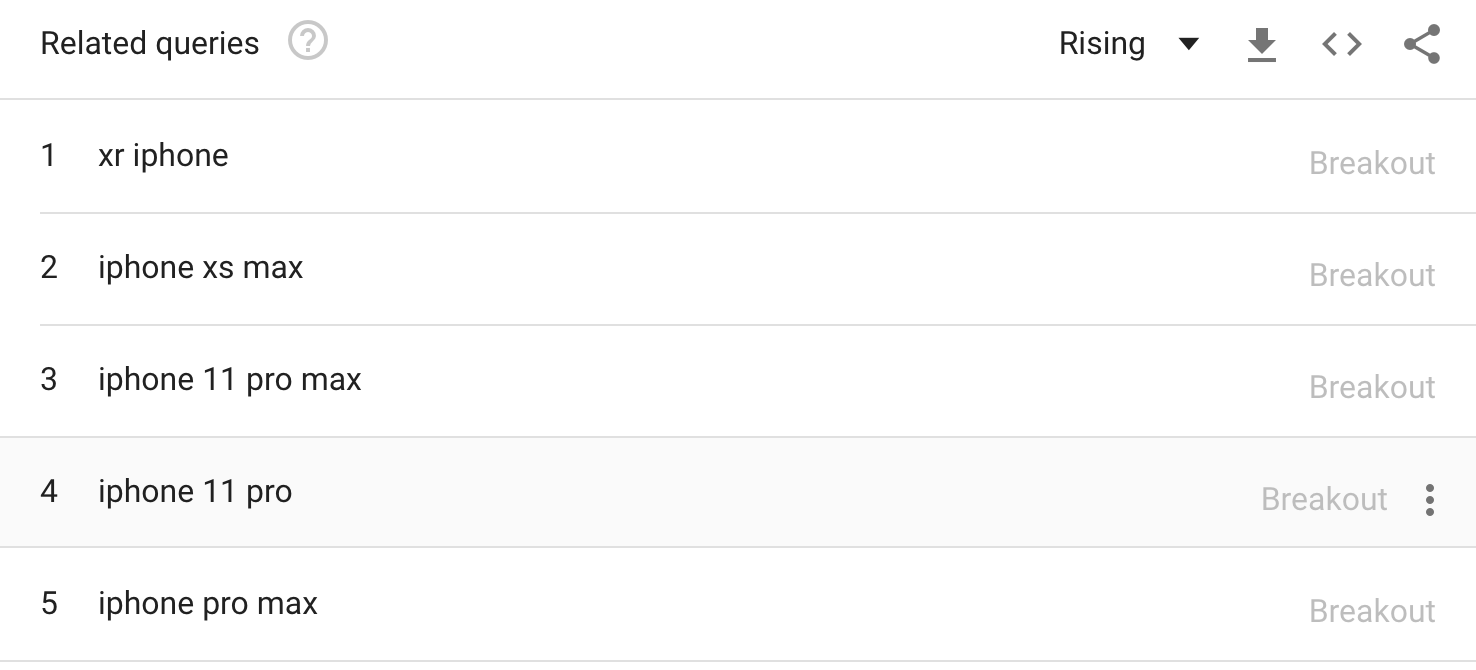 Related queries ? Rising
1 xr iphone Breakout
2 iphone xs max Breakout
3 iphone 11 pro max Breakout
4 iphone 11 pro Breakout
5 iphone pro max Breakout